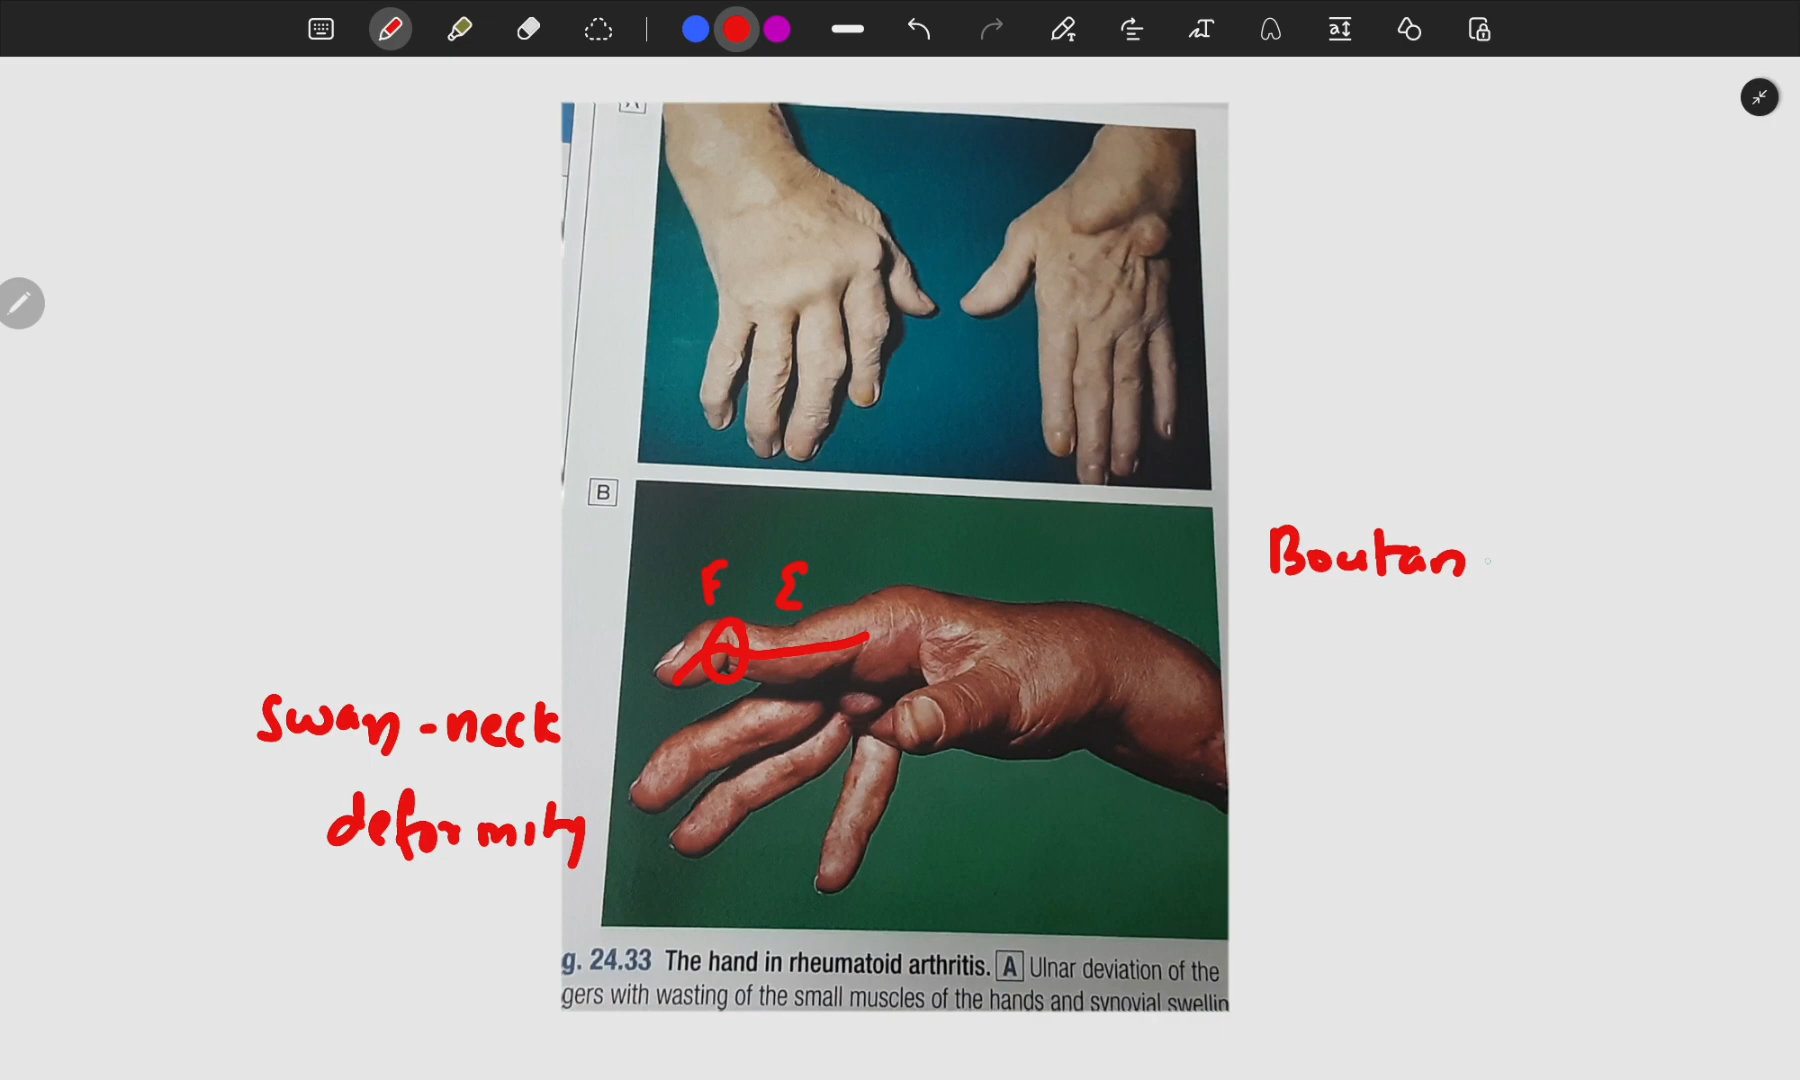 B
F E
Boutan
Swan-neck
deformity
g. 24.33 The hand in rheumatoid arthritis. A Ulnar deviation of the
gers with wasting of the small muscles of the hands and synovial swellin